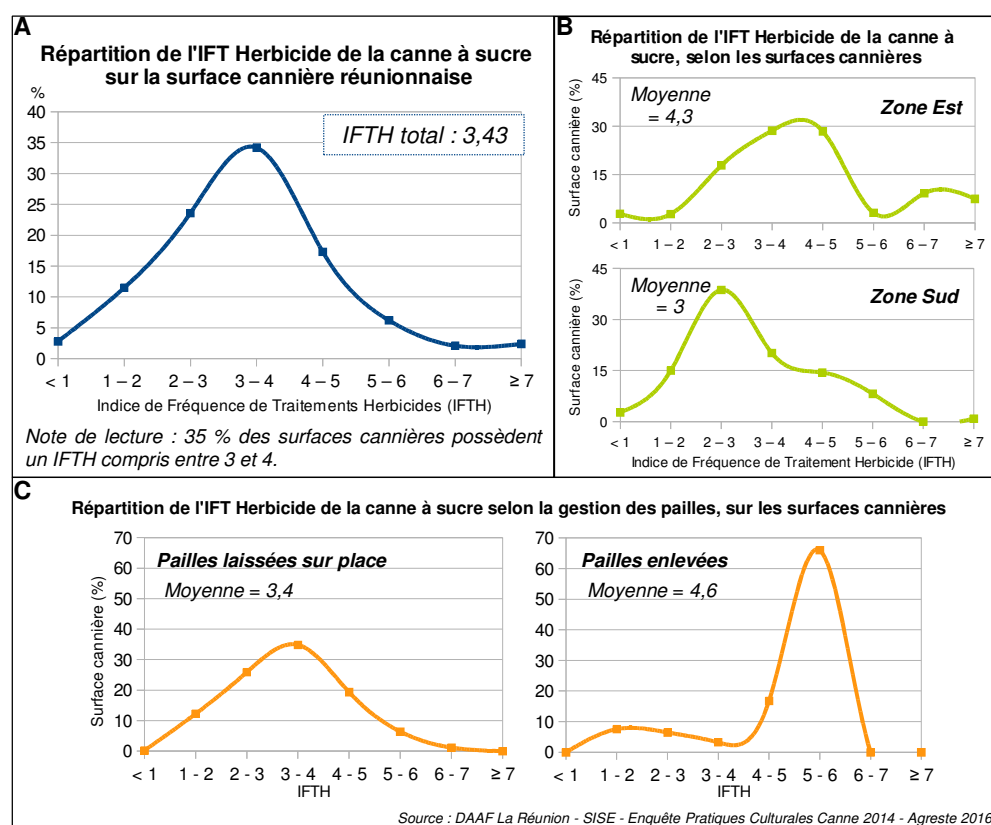 A
Répartition de l'IFT Herbicide de la canne à sucre
sur la surface cannière réunionnaise
%
40
35
30
25
20
15
10
5
0
IFTH total : 3,43
< 1 1 – 2 2 – 3 3 – 4 4 – 5 5 – 6 6 – 7 ≥ 7
Indice de Fréquence de Traitements Herbicides (IFTH)
Note de lecture : 35 % des surfaces cannières possèdent
un IFTH compris entre 3 et 4.
B
Répartition de l'IFT Herbicide de la canne à
sucre, selon les surfaces cannières
Surface cannière (%)
45
30
15
0
Moyenne
= 4,3
Zone Est
< 1 1 – 2 2 – 3 3 – 4 4 – 5 5 – 6 6 – 7 ≥ 7
Surface cannière (%)
45
30
15
0
Moyenne
= 3
Zone Sud
< 1 1 – 2 2 – 3 3 – 4 4 – 5 5 – 6 6 – 7 ≥ 7
Indice de Fréquence de Traitement Herbicide (IFTH)
C
Répartition de l'IFT Herbicide de la canne à sucre selon la gestion des pailles, sur les surfaces cannières
Surface cannière (%)
70
60
50
40
30
20
10
0
Pailles laissées sur place
Moyenne = 3,4
< 1 1 - 2 2 - 3 3 - 4 4 - 5 5 - 6 6 - 7 ≥ 7
IFTH
70
60
50
40
30
20
10
0
Pailles enlevées
Moyenne = 4,6
< 1 1 - 2 2 - 3 3 - 4 4 - 5 5 - 6 6 - 7 ≥ 7
IFTH
Source : DAAF La Réunion - SISE - Enquête Pratiques Culturales Canne 2014 - Agreste 2016